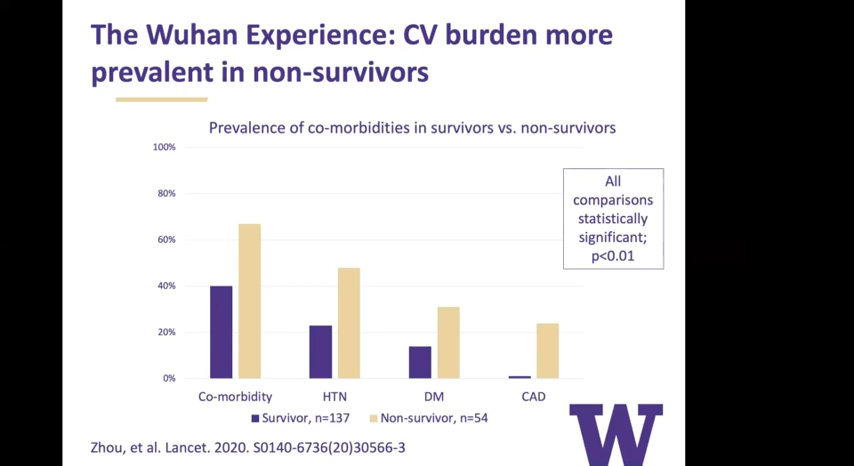 The Wuhan Experience: CV burden more
prevalent in non-survivors
Prevalence of co-morbidities in survivors vs. non-survivors
100%
80%
60%
40%
20%
0%
All
comparisons
statistically
significant;
p<0.01
Co-morbidity HTN DM CAD
Survivor, n=137 Non-survivor, n=54
Zhou, et al. Lancet. 2020. S0140-6736(20)30566-3
W